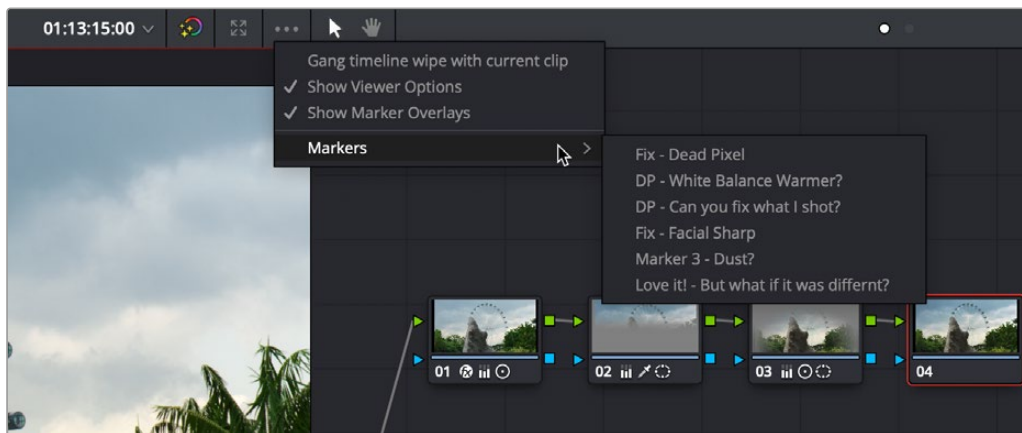 01:13:15:00
Gang timeline wipe with current clip
Show Viewer Options
Show Marker Overlays
Markers
Fix - Dead Pixel
DP - White Balance Warmer?
DP - Can you fix what I shot?
Fix - Facial Sharp
Marker 3 - Dust?
Love it! - But what if it was differnt?
01
02
03
04